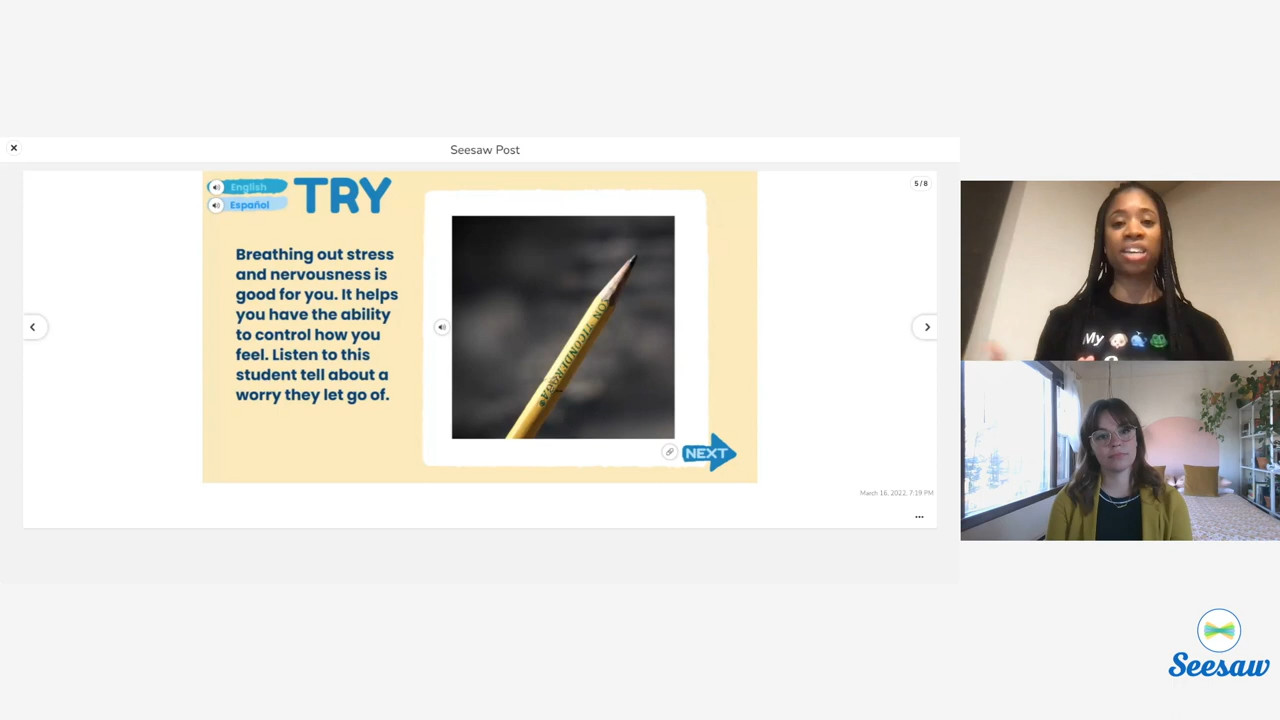 Seesaw Post
English
Español
TRY
5 / 8
Breathing out stress
and nervousness is
good for you. It helps
you have the ability
to control how you
feel. Listen to this
student tell about a
worry they let go of.
TICONDEROGA
NEXT
March 16, 2022, 7:19 PM
My
Seesaw